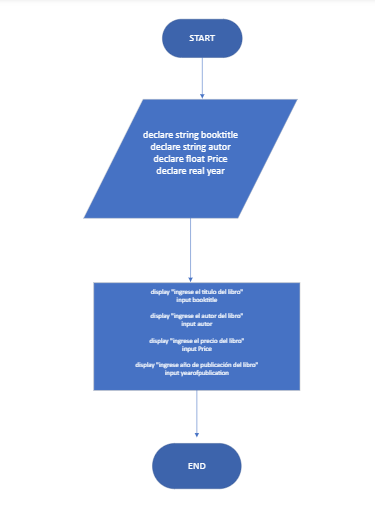 START
declare string booktitle
declare string autor
declare float Price
declare real year
display "ingrese el titulo del libro"
input booktitle
display "ingrese el autor del libro"
input autor
display "ingrese el precio del libro"
input Price
display "ingrese año de publicación del libro"
input yearofpublication
END